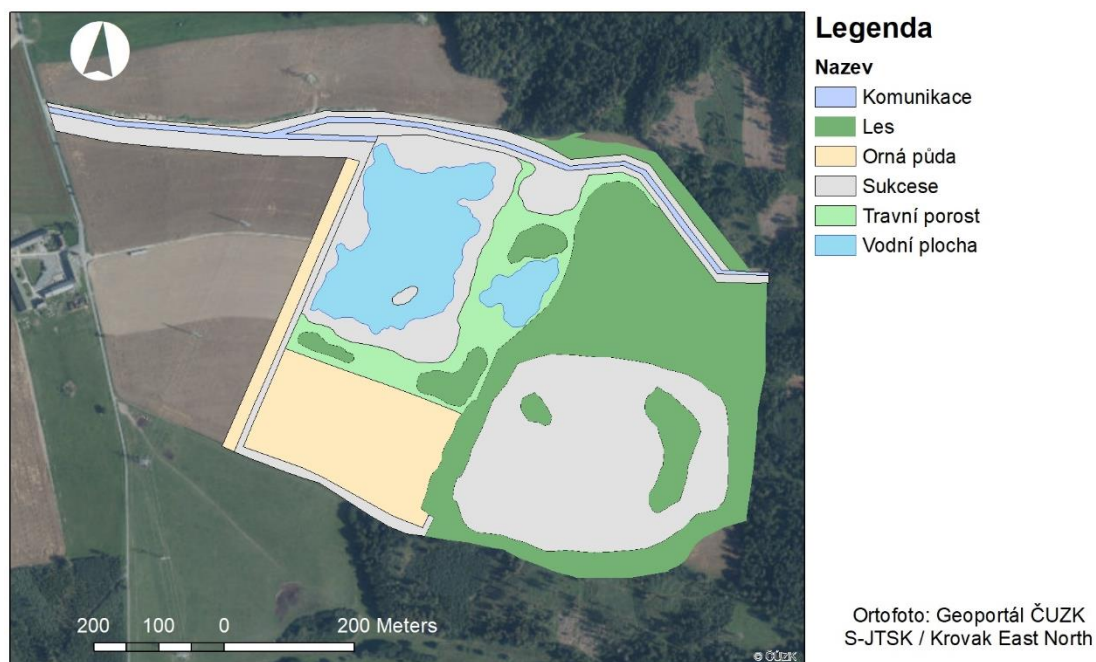 Legenda
Nazev
Komunikace
Les
Orná půda
Sukcese
Travní porost
Vodní plocha
200 100 0 200 Meters
© ČÚZK
Ortofoto: Geoportál ČUZK
S-JTSK / Krovak East North